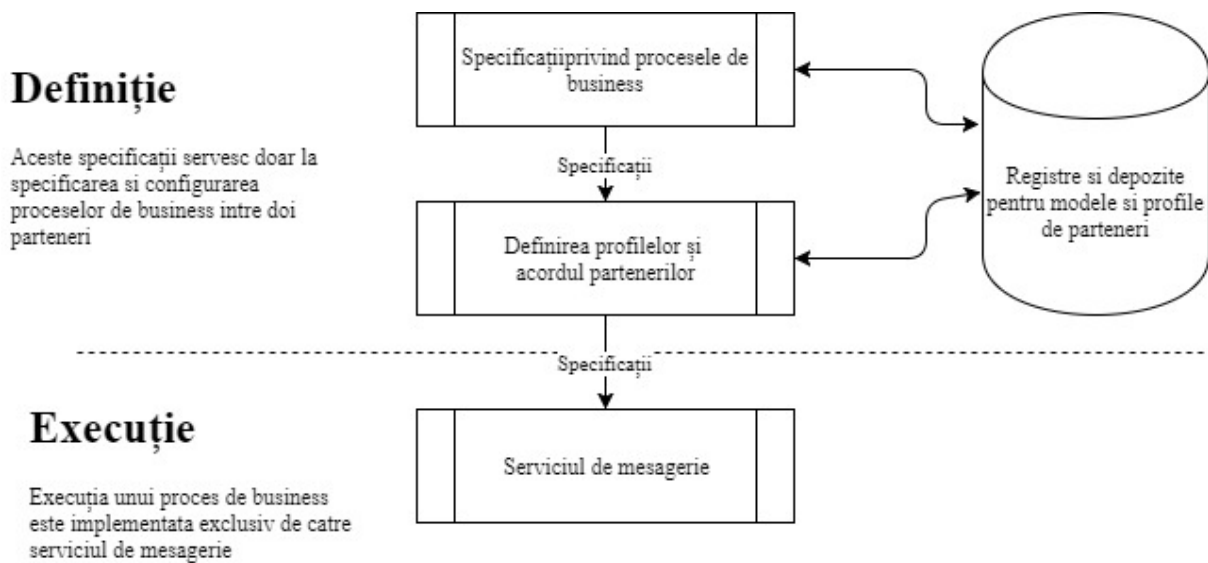 Definiție
Aceste specificații servesc doar la
specificarea si configurarea
proceselor de business intre doi
parteneri
Specificațiiprivind procesele de
business
Specificații
Definirea profilelor și
acordul partenerilor
Registre si depozite
pentru modele si profile
de parteneri
Specificații
Execuție
Execuția unui proces de business
este implementata exclusiv de catre
serviciul de mesagerie
Serviciul de mesagerie